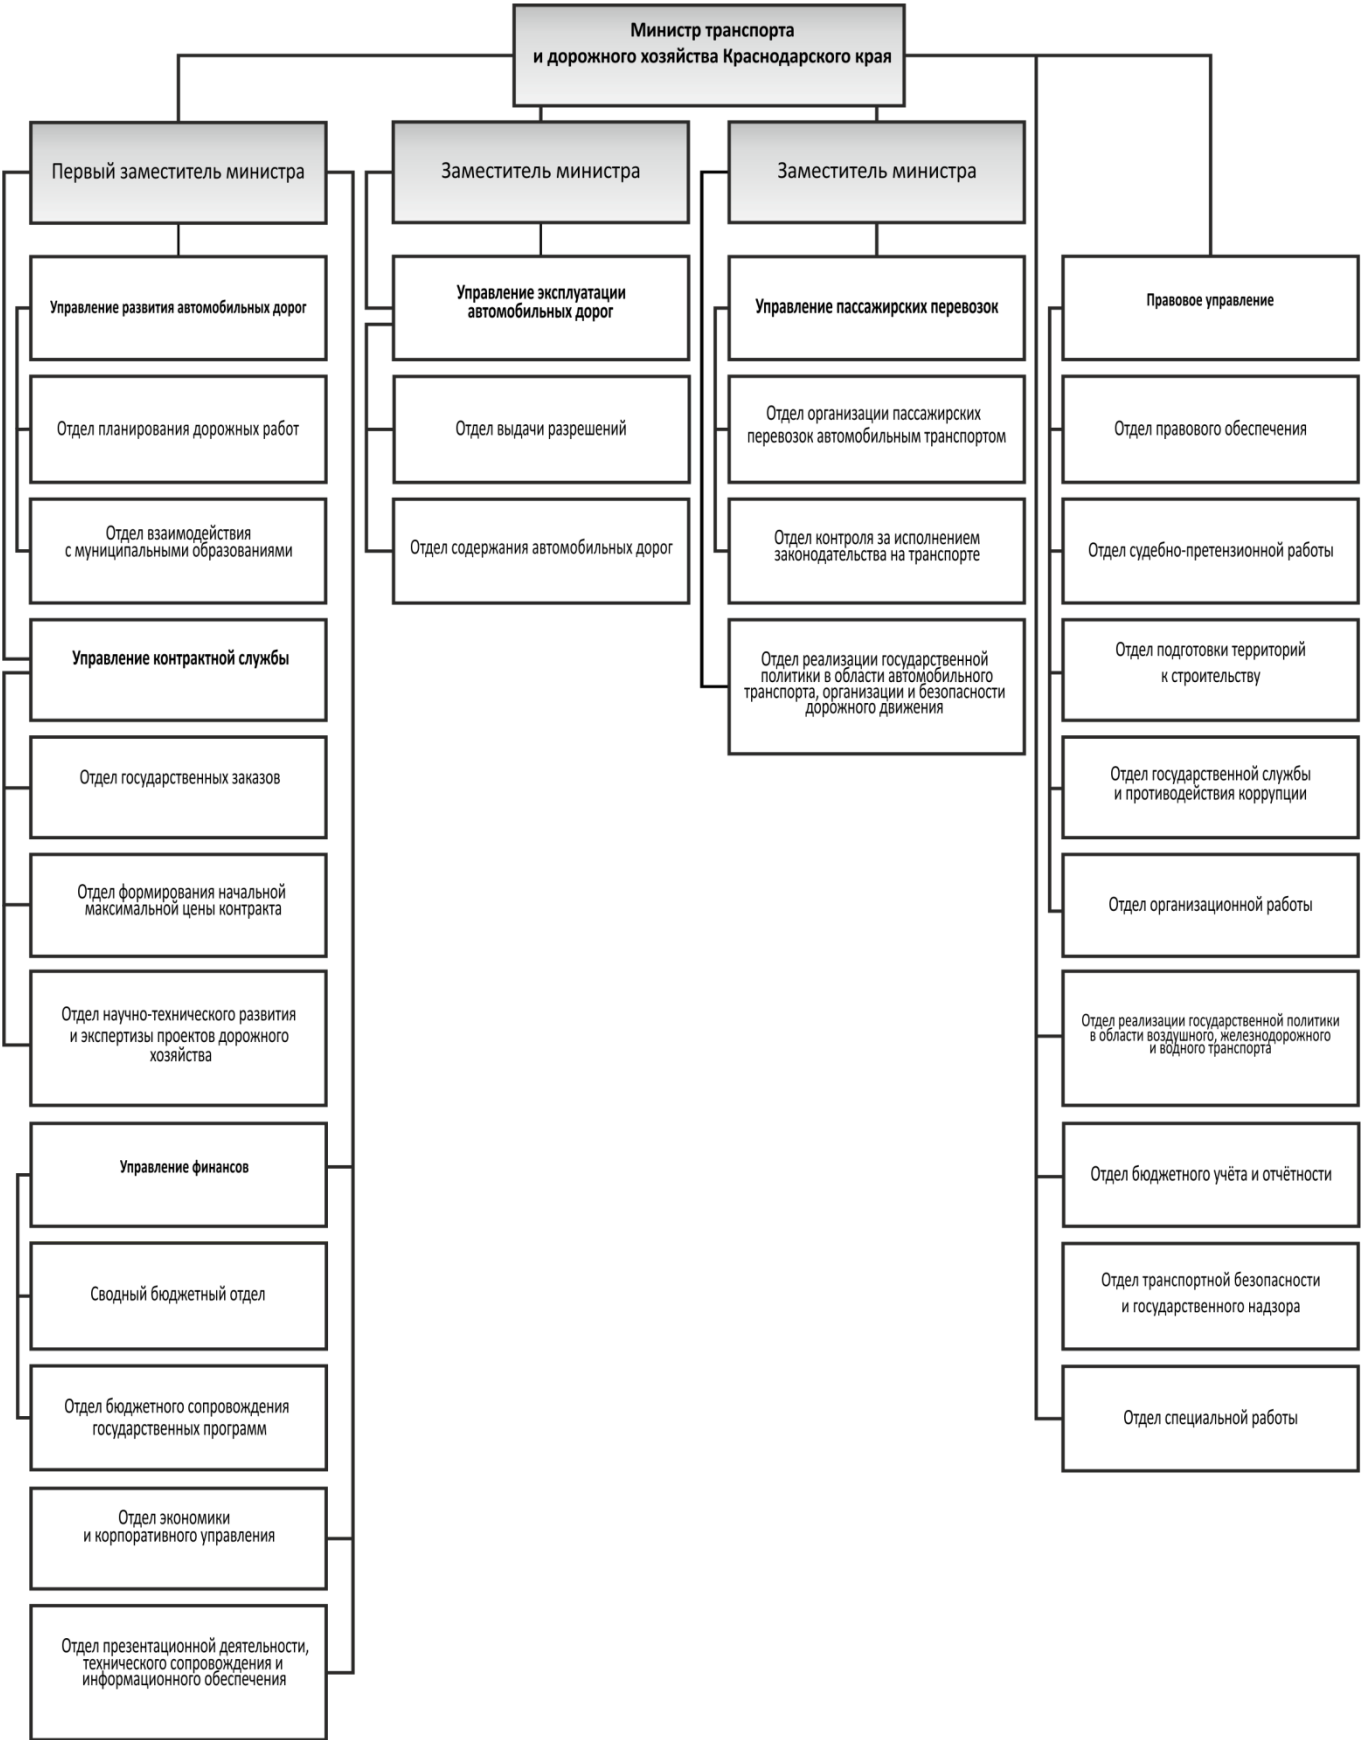 Министр транспорта
и дорожного хозяйства Краснодарского края
Первый заместитель министра
Заместитель министра
Заместитель министра
Управление развития автомобильных дорог
Отдел планирования дорожных работ
Отдел взаимодействия
с муниципальными образованиями
Управление контрактной службы
Отдел государственных заказов
Отдел формирования начальной
максимальной цены контракта
Отдел научно-технического развития
и экспертизы проектов дорожного
хозяйства
Управление финансов
Сводный бюджетный отдел
Отдел бюджетного сопровождения
государственных программ
Отдел экономики
и корпоративного управления
Отдел презентационной деятельности,
технического сопровождения и
информационного обеспечения
Управление эксплуатации
автомобильных дорог
Отдел выдачи разрешений
Отдел содержания автомобильных дорог
Управление пассажирских перевозок
Отдел организации пассажирских
перевозок автомобильным транспортом
Отдел контроля за исполнением
законодательства на транспорте
Отдел реализации государственной
политики в области автомобильного
транспорта, организации и безопасности
дорожного движения
Правовое управление
Отдел правового обеспечения
Отдел судебно-претензионной работы
Отдел подготовки территорий
к строительству
Отдел государственной службы
и противодействия коррупции
Отдел организационной работы
Отдел реализации государственной политики
в области воздушного, железнодорожного
и водного транспорта
Отдел бюджетного учёта и отчётности
Отдел транспортной безопасности
и государственного надзора
Отдел специальной работы